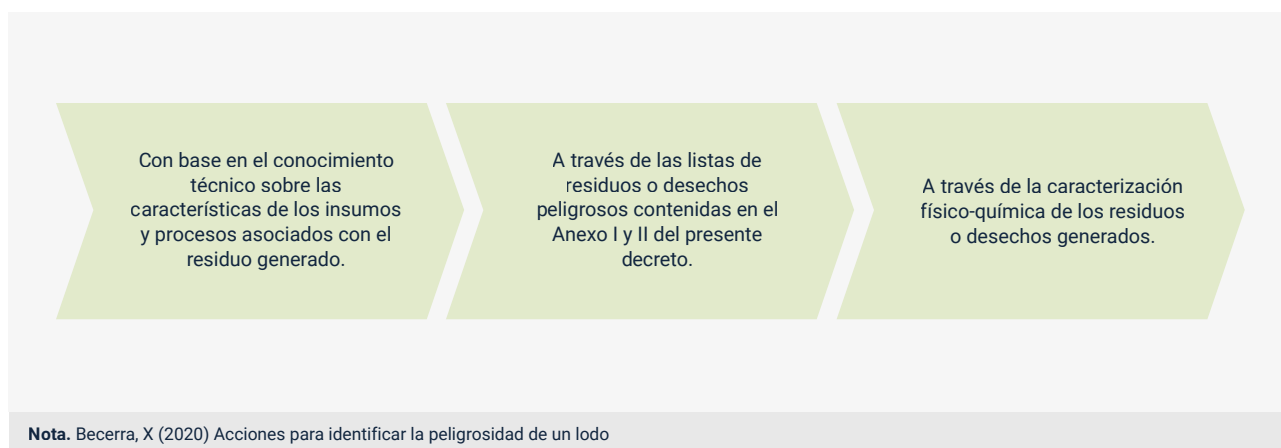 Con base en el conocimiento
técnico sobre las
características de los insumos
y procesos asociados con el
residuo generado.
A través de las listas de
residuos o desechos
peligrosos contenidas en el
Anexo I y II del presente
decreto.
A través de la caracterización
físico-química de los residuos
o desechos generados.
Nota. Becerra, X (2020) Acciones para identificar la peligrosidad de un lodo